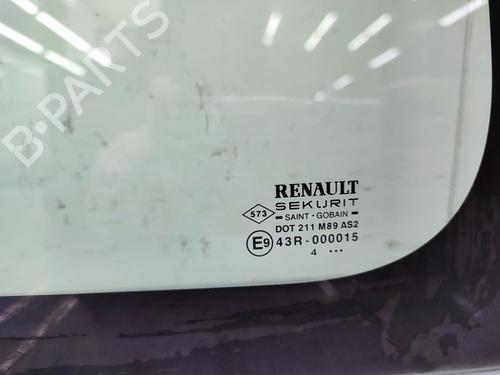 B-PARTS
RENAULT
SEKURIT
573
SAINT - GOBAIN
DOT 211 M89 AS2
E9 43R-000015
4 •••